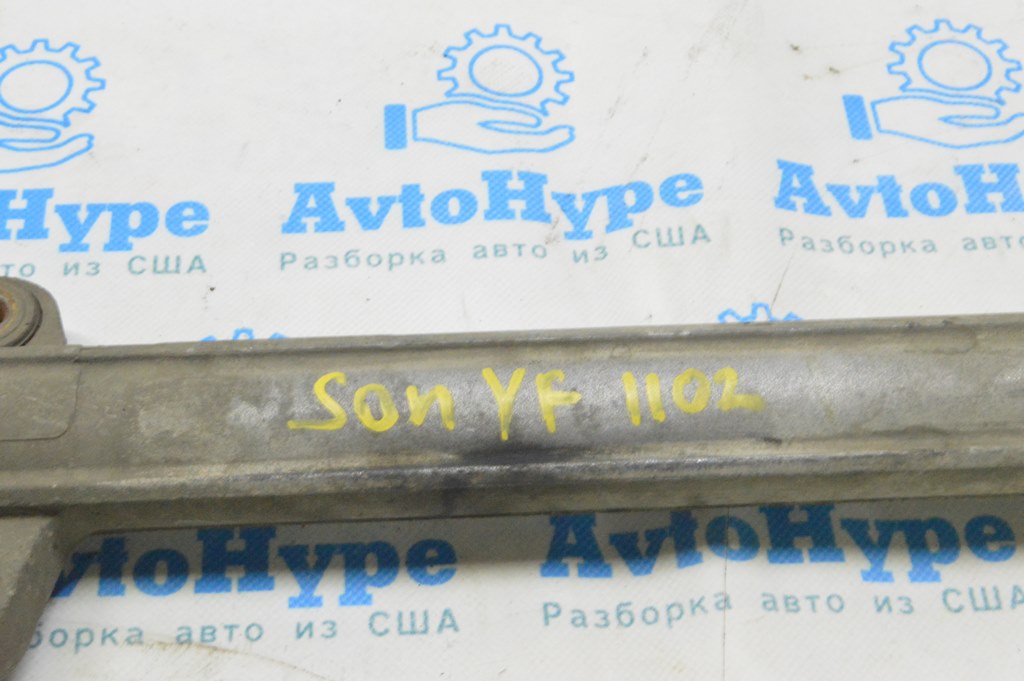 AvtoHype
Разборка авто из США
Hype
то из США
AvtoHype
Разборка авто
Son YF 1102
vtoHype
борка авто из США
AvtoHype
Разборка авто из США